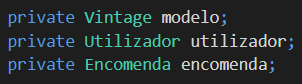 private Vintage modelo;
private Utilizador utilizador;
private Encomenda encomenda;